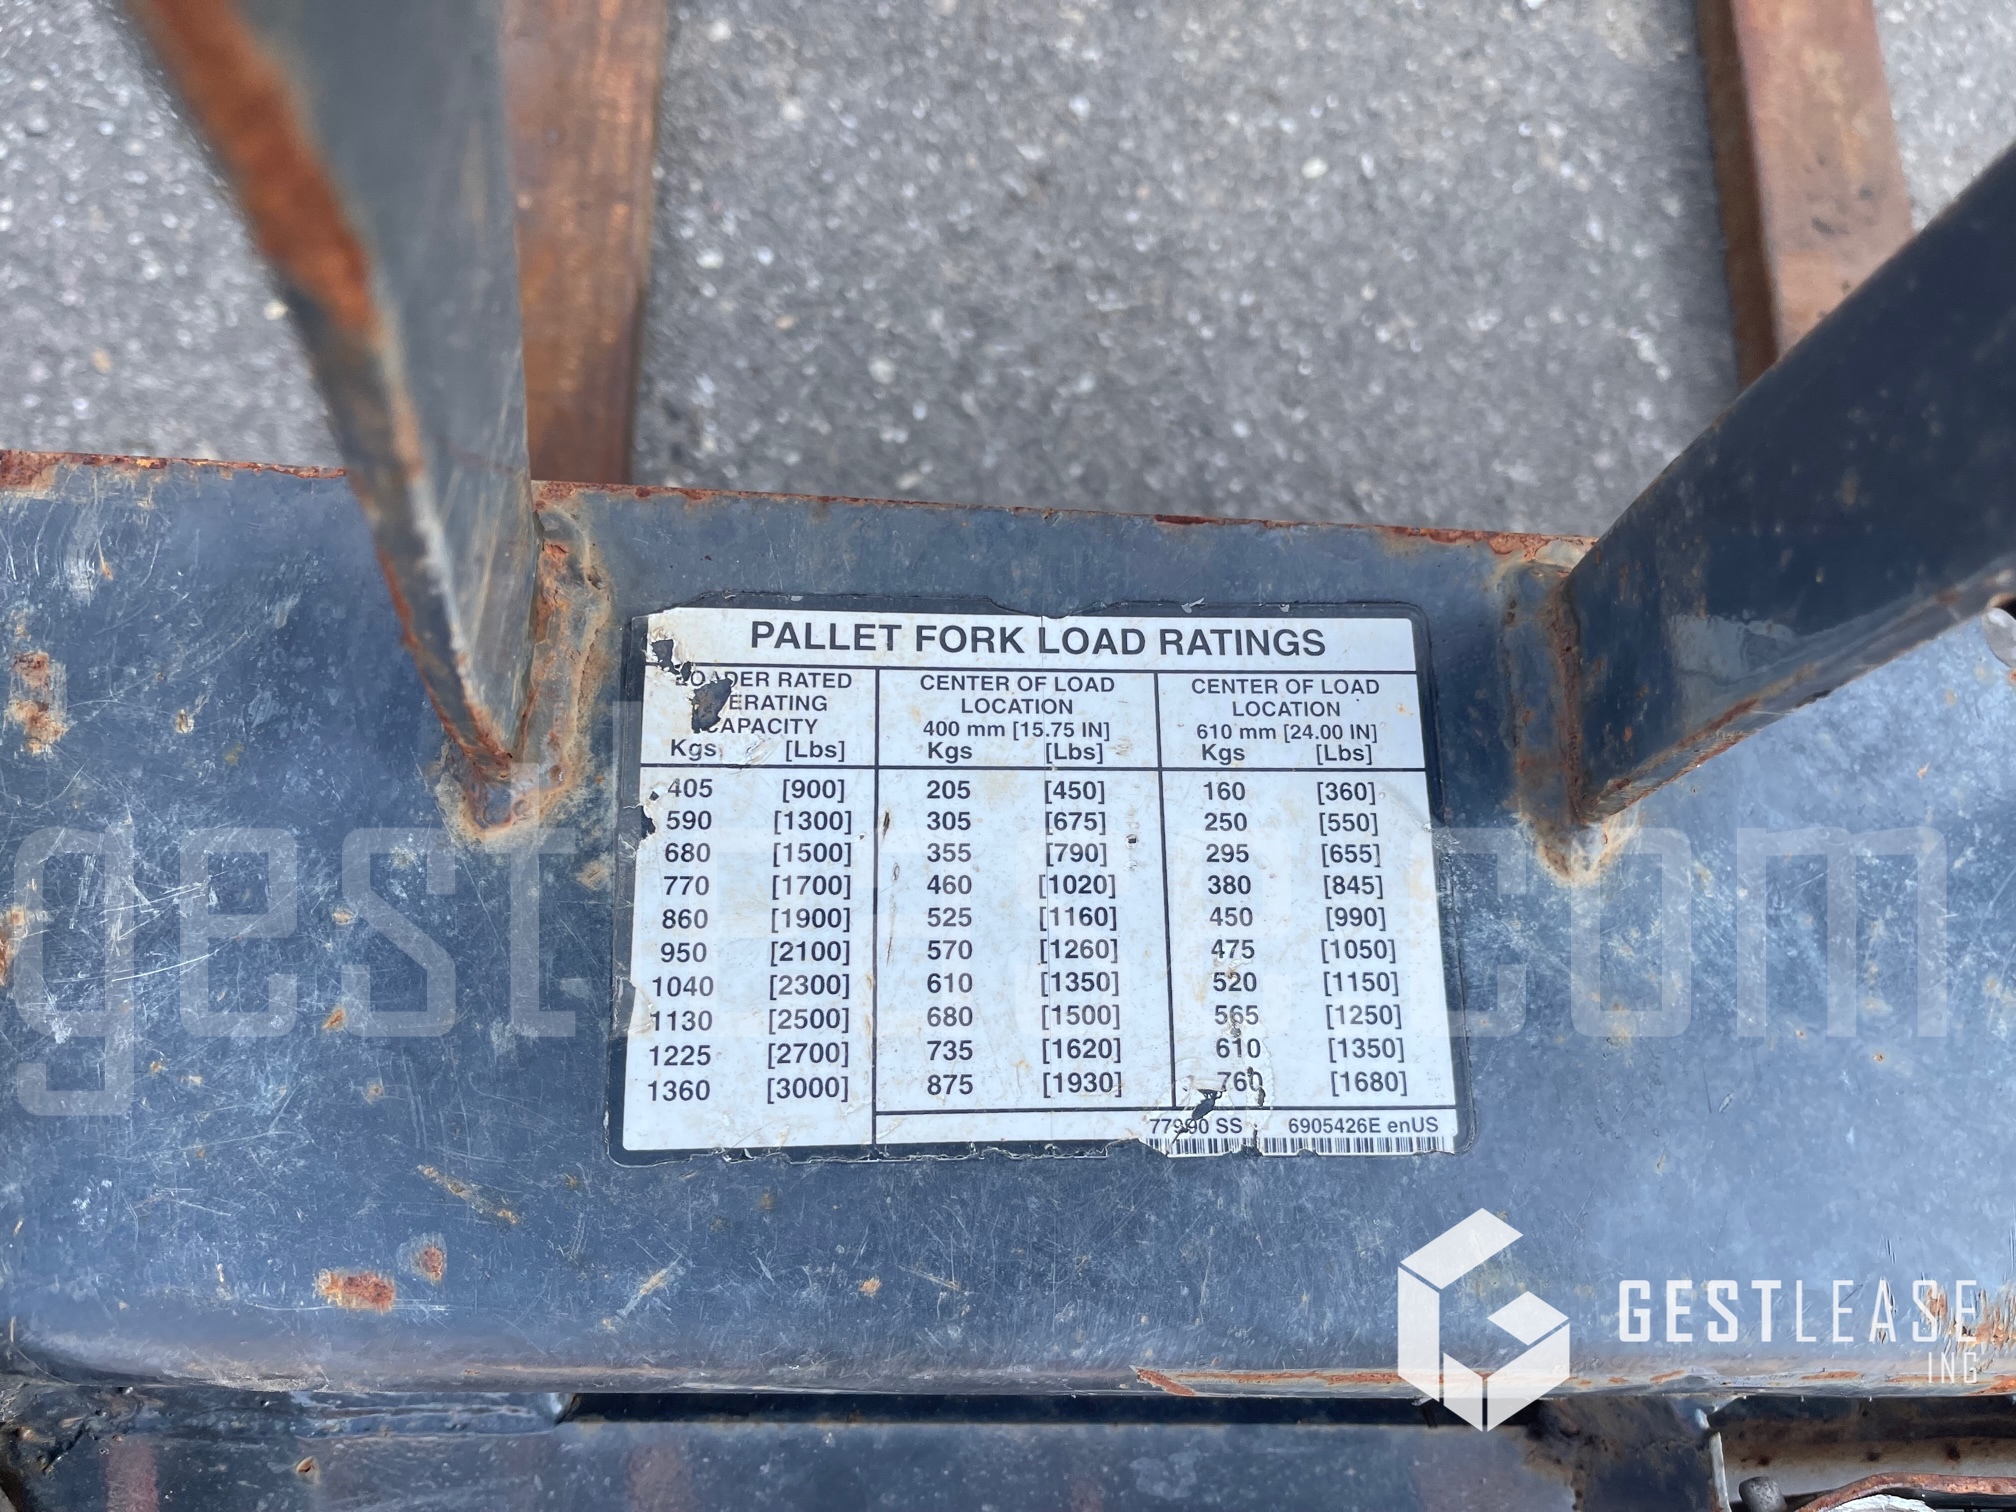 PALLET FORK LOAD RATINGS
LOADER RATED
OPERATING
CAPACITY
Kgs [Lbs]
CENTER OF LOAD
LOCATION
400 mm [15.75 IN]
Kgs [Lbs]
CENTER OF LOAD
LOCATION
610 mm [24.00 IN]
Kgs [Lbs]
405 [900] 205 [450] 160 [360]
590 [1300] 305 [675] 250 [550]
680 [1500] 355 [790] 295 [655]
770 [1700] 460 [1020] 380 [845]
860 [1900] 525 [1160] 450 [990]
950 [2100] 570 [1260] 475 [1050]
1040 [2300] 610 [1350] 520 [1150]
1130 [2500] 680 [1500] 565 [1250]
1225 [2700] 735 [1620] 610 [1350]
1360 [3000] 875 [1930] 760 [1680]
77990 SS 6905426E enUS
GESTLEASE
ING